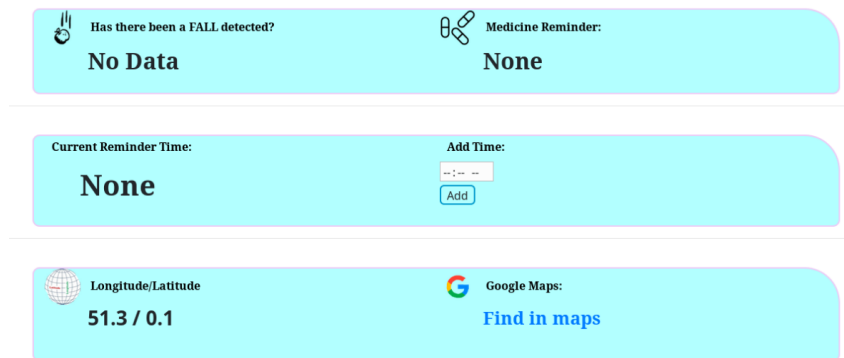 Has there been a FALL detected?
No Data
Medicine Reminder:
None
Current Reminder Time:
None
Add Time:
--:-- --
Add
Longitude/Latitude
51.3 / 0.1
Google Maps:
Find in maps